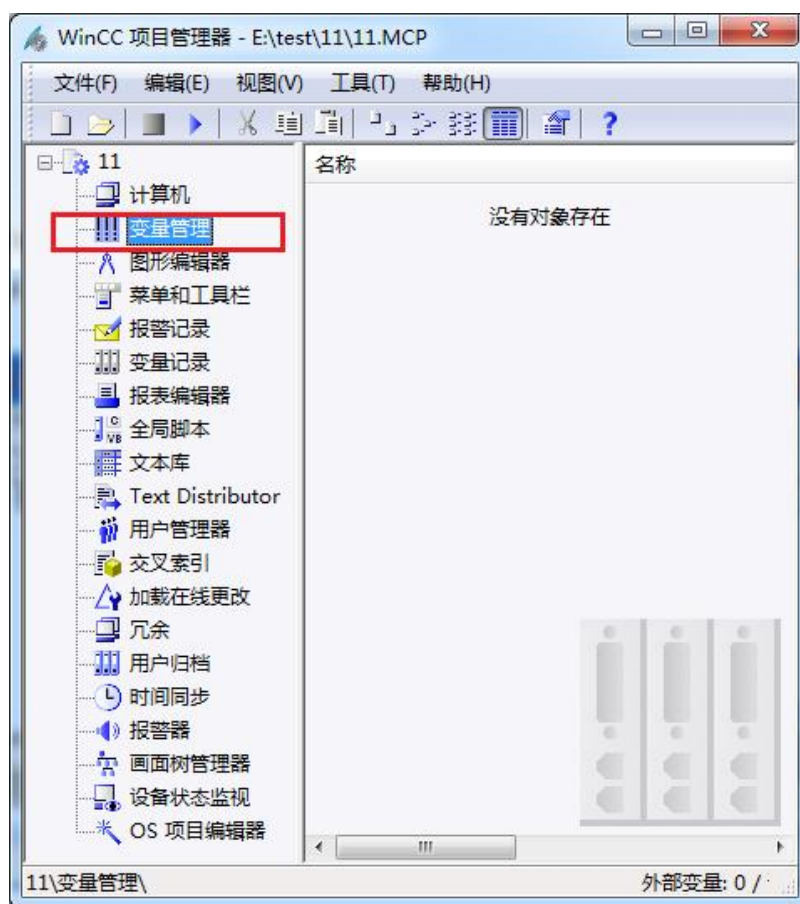 WinCC 项目管理器 - E:\test\11\11.MCP
文件(F) 编辑(E) 视图(V) 工具(T) 帮助(H)
11
名称
计算机
没有对象存在
变量管理
图形编辑器
菜单和工具栏
报警记录
变量记录
报表编辑器
全局脚本
文本库
Text Distributor
用户管理器
交叉索引
加载在线更改
冗余
用户归档
时间同步
报警器
画面树管理器
设备状态监视
OS 项目编辑器
11\变量管理\
外部变量: 0 /